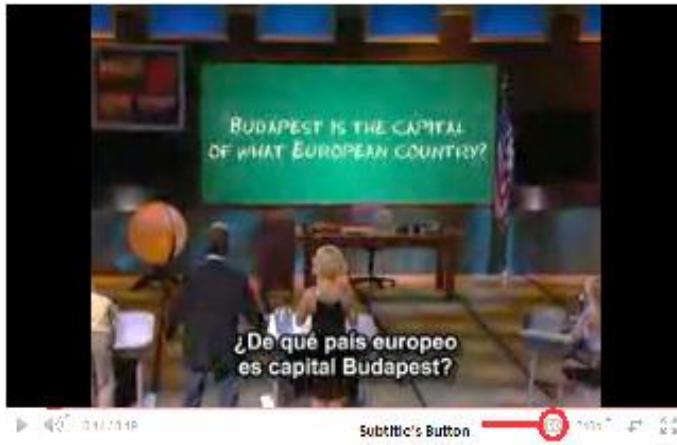 BUDAPEST IS THE CAPITAL
OF WHAT EUROPEAN COUNTRY?
¿De qué país europeo
es capital Budapest?
Subtitle's Button